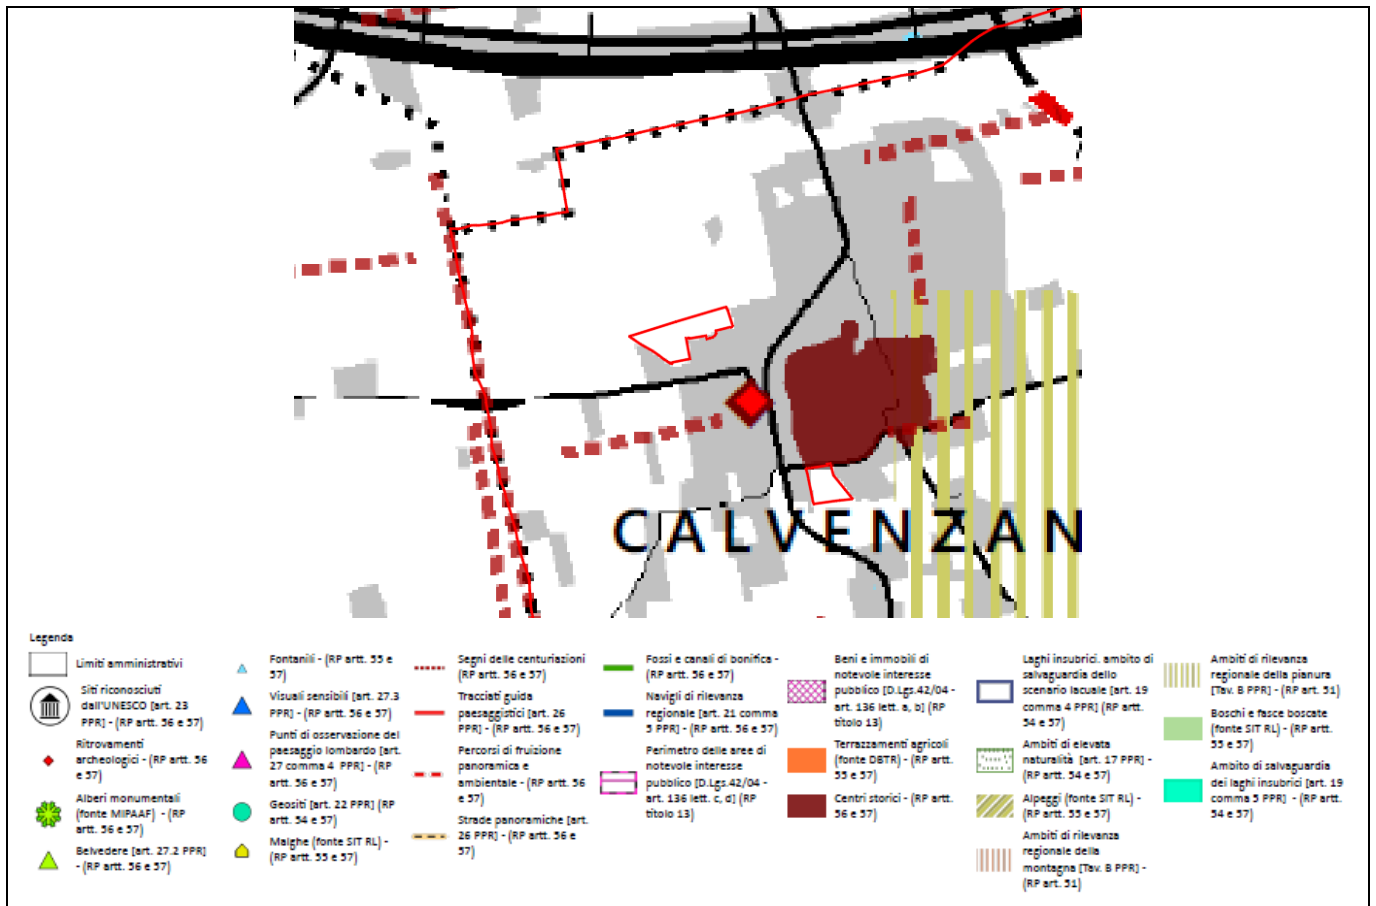 CALVENZAN
Legenda
Limiti amministrativi
Siti riconosciuti
dall'UNESCO [art. 23
PPR] - (RP artt. 56 e 57)
Ritrovamenti
archeologici - (RP artt. 56
e 57)
Alberi monumentali
(fonte MIPAAF) - (RP
artt. 56 e 57)
Belvedere [art. 27.2 PPR]
- (RP artt. 56 e 57)
Fontanili - (RP artt. 55 e
57)
Visuali sensibili [art. 27.3
PPR] - (RP artt. 56 e 57)
Punti di osservazione del
paesaggio lombardo [art.
27 comma 4 PPR] - (RP
artt. 56 e 57)
Geositi [art. 22 PPR] (RP
artt. 54 e 57)
Malghe (fonte SIT RL) -
(RP artt. 55 e 57)
Segni delle centuriazioni
(RP artt. 56 e 57)
Tracciati guida
paesaggistici [art. 26
PPR] - (RP artt. 56 e 57)
Percorsi di fruizione
panoramica e
ambientale - (RP artt. 56
e 57)
Strade panoramiche [art.
26 PPR] - (RP artt. 56 e
57)
Fossi e canali di bonifica -
(RP artt. 56 e 57)
Navigli di rilevanza
regionale [art. 21 comma
5 PPR] - (RP artt. 56 e 57)
Perimetro delle aree di
notevole interesse
pubblico [D.Lgs.42/04 -
art. 136 lett. c, d] (RP
titolo 13)
Beni e immobili di
notevole interesse
pubblico [D.Lgs.42/04 -
art. 136 lett. a, b] (RP
titolo 13)
Terrazzamenti agricoli
(fonte DBTR) - (RP artt.
55 e 57)
Centri storici - (RP artt.
56 e 57)
Laghi insubrici. ambito di
salvaguardia dello
scenario lacuale [art. 19
comma 4 PPR] (RP artt.
54 e 57)
Ambiti di elevata
naturalità [art. 17 PPR] -
(RP artt. 54 e 57)
Alpeggi (fonte SIT RL) -
(RP artt. 55 e 57)
Ambiti di rilevanza
regionale della
montagna [Tav. B PPR] -
(RP art. 51)
Ambiti di rilevanza
regionale della pianura
[Tav. B PPR] - (RP art. 51)
Boschi e fasce boscate
(fonte SIT RL) - (RP artt.
55 e 57)
Ambito di salvaguardia
dei laghi insubrici [art. 19
comma 5 PPR] - (RP artt.
54 e 57)